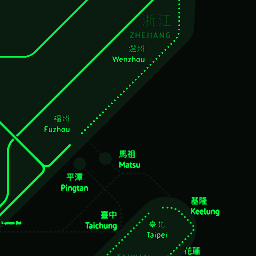 浙江
ZHEJIANG
溫州
Wenzhou
福州
Fuzhou
馬祖
Matsu
平潭
Pingtan
基隆
Keelung
臺中
Taichung
臺北
Taipei
花蓮